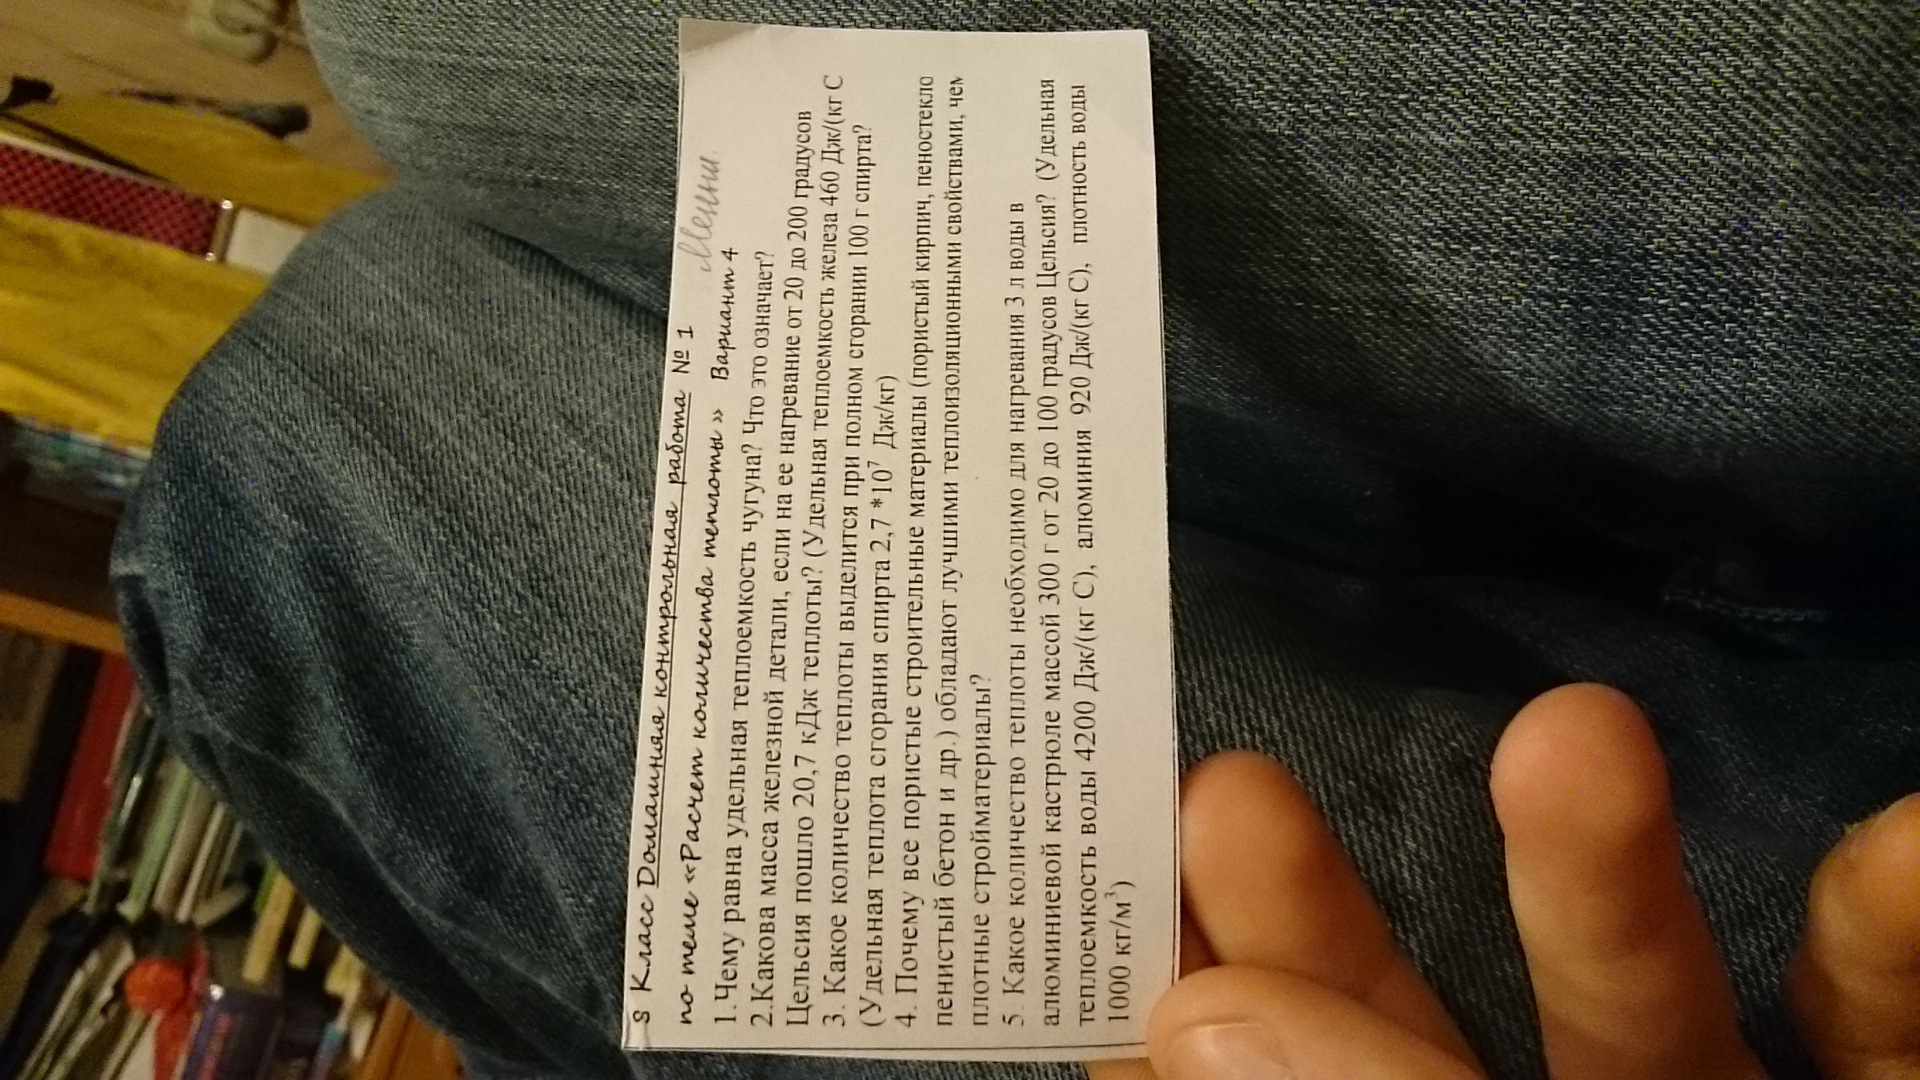 8 Класс Домашняя контрольная работа № 1
по теме «Расчет количества теплоты» Вариант 4
1. Чему равна удельная теплоемкость чугуна? Что это означает?
2.Какова масса железной детали, если на ее нагревание от 20 до 200 градусов
Цельсия пошло 20,7 кДж теплоты? (Удельная теплоемкость железа 460 Дж/(кг С
3. Какое количество теплоты выделится при полном сгорании 100 г спирта?
(Удельная теплота сгорания спирта 2,7 *10⁷ Дж/кг)
4. Почему все пористые строительные материалы (пористый кирпич, пеностекло
пенистый бетон и др.) обладают лучшими теплоизоляционными свойствами, чем
плотные стройматериалы?
5. Какое количество теплоты необходимо для нагревания 3 л воды в
алюминиевой кастрюле массой 300 г от 20 до 100 градусов Цельсия? (Удельная
теплоемкость воды 4200 Дж/(кг С), алюминия 920 Дж/(кг С), плотность воды
1000 кг/м³)